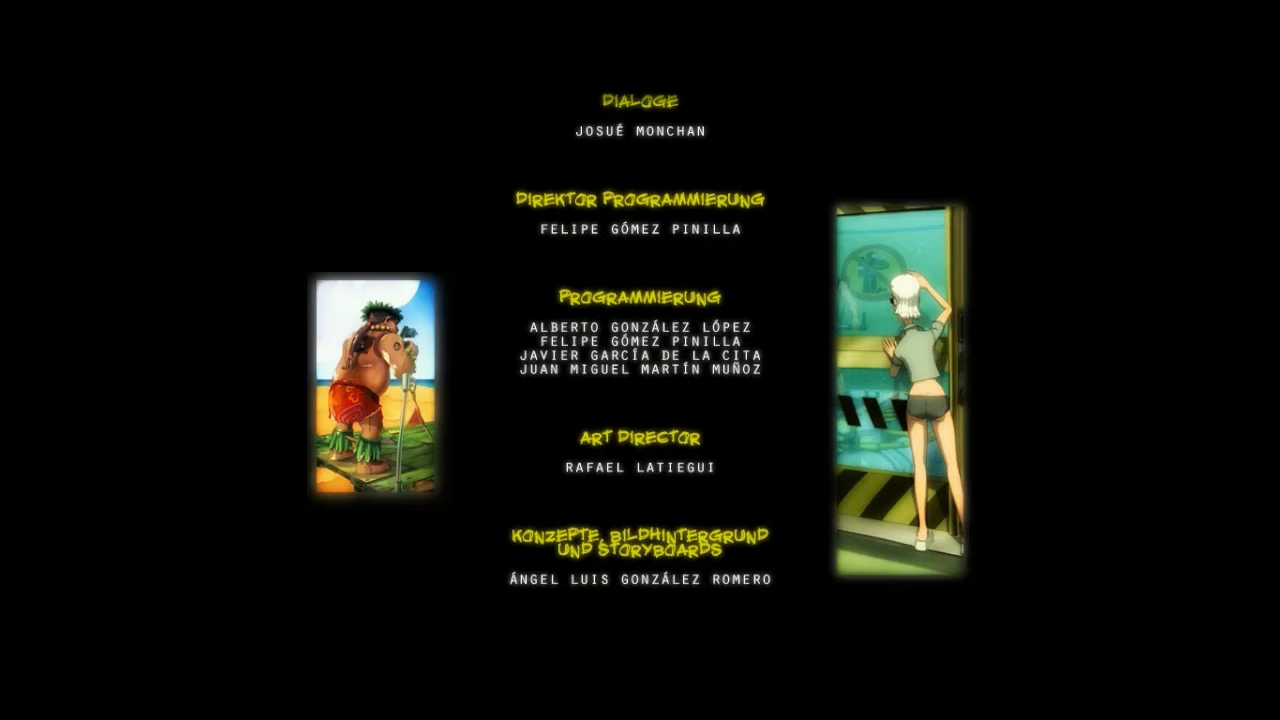 DIALOGE
JOSUÉ MONCHAN
DIREKTOR PROGRAMMIERUNG
FELIPE GÓMEZ PINILLA
PROGRAMMIERUNG
ALBERTO GONZÁLEZ LÓPEZ
FELIPE GÓMEZ PINILLA
JAVIER GARCÍA DE LA CITA
JUAN MIGUEL MARTÍN MUÑOZ
ART DIRECTOR
RAFAEL LATIEGUI
KONZEPTE, BILDHINTERGRUND
UND STORYBOARDS
ÁNGEL LUIS GONZÁLEZ ROMERO